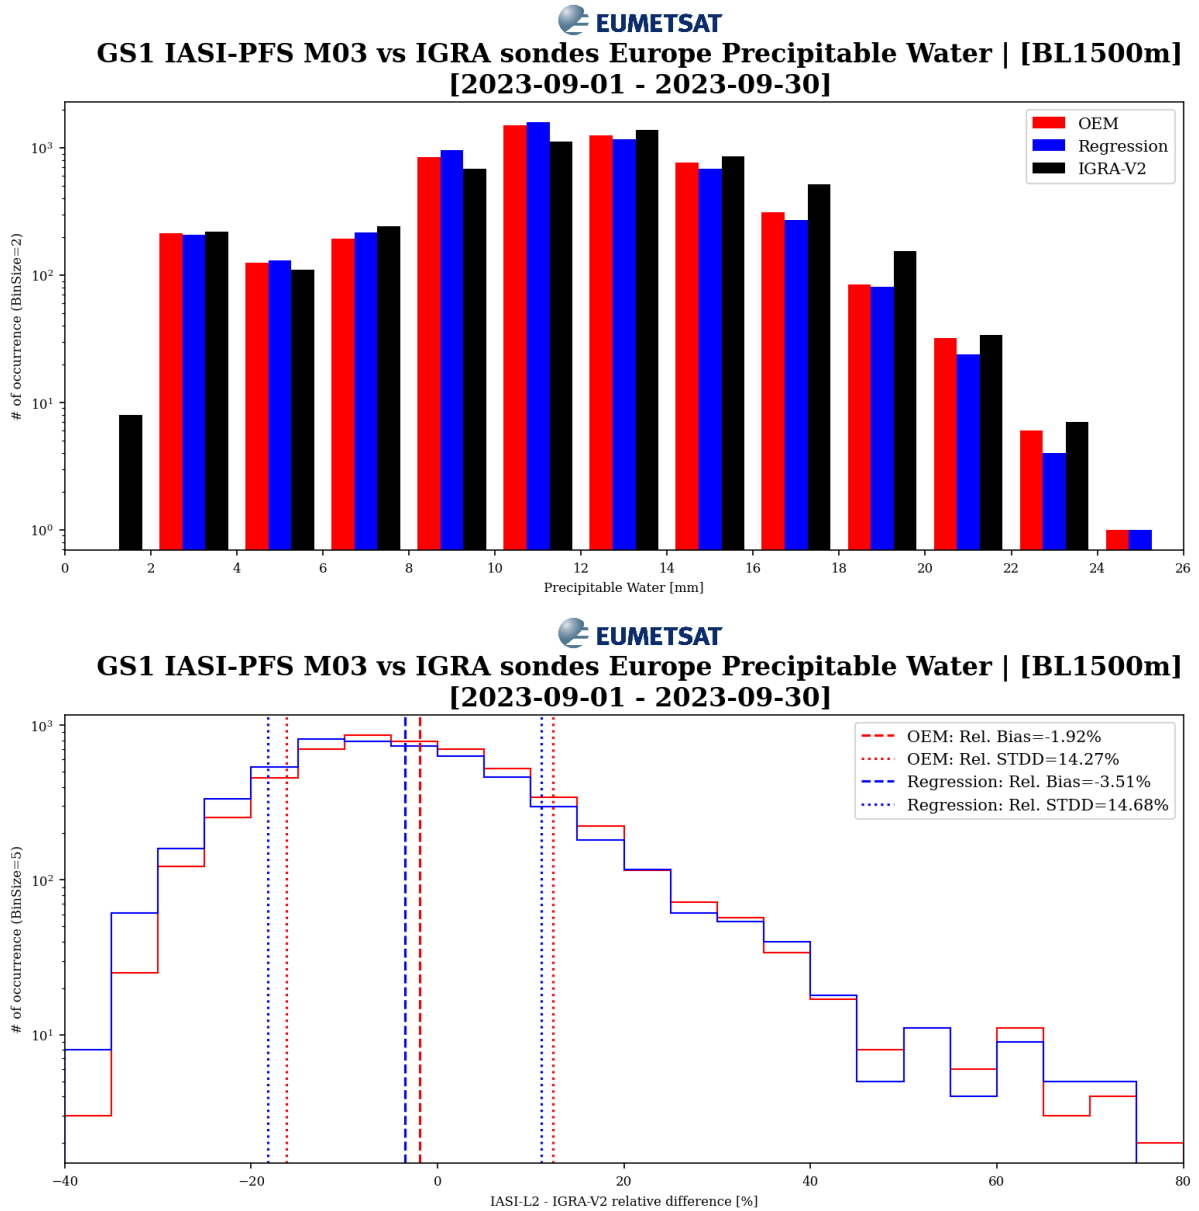 EUMETSAT
GS1 IASI-PFS M03 vs IGRA sondes Europe Precipitable Water | [BL1500m]
[2023-09-01 - 2023-09-30]
OEM
Regression
IGRA-V2
# of occurrence (BinSize=2)
10³
10²
10¹
10⁰
0 2 4 6 8 10 12 14 16 18 20 22 24 26
Precipitable Water [mm]
EUMETSAT
GS1 IASI-PFS M03 vs IGRA sondes Europe Precipitable Water | [BL1500m]
[2023-09-01 - 2023-09-30]
OEM: Rel. Bias=-1.92%
OEM: Rel. STDD=14.27%
Regression: Rel. Bias=-3.51%
Regression: Rel. STDD=14.68%
# of occurrence (BinSize=5)
10³
10²
10¹
−40 −20 0 20 40 60 80
IASI-L2 - IGRA-V2 relative difference [%]